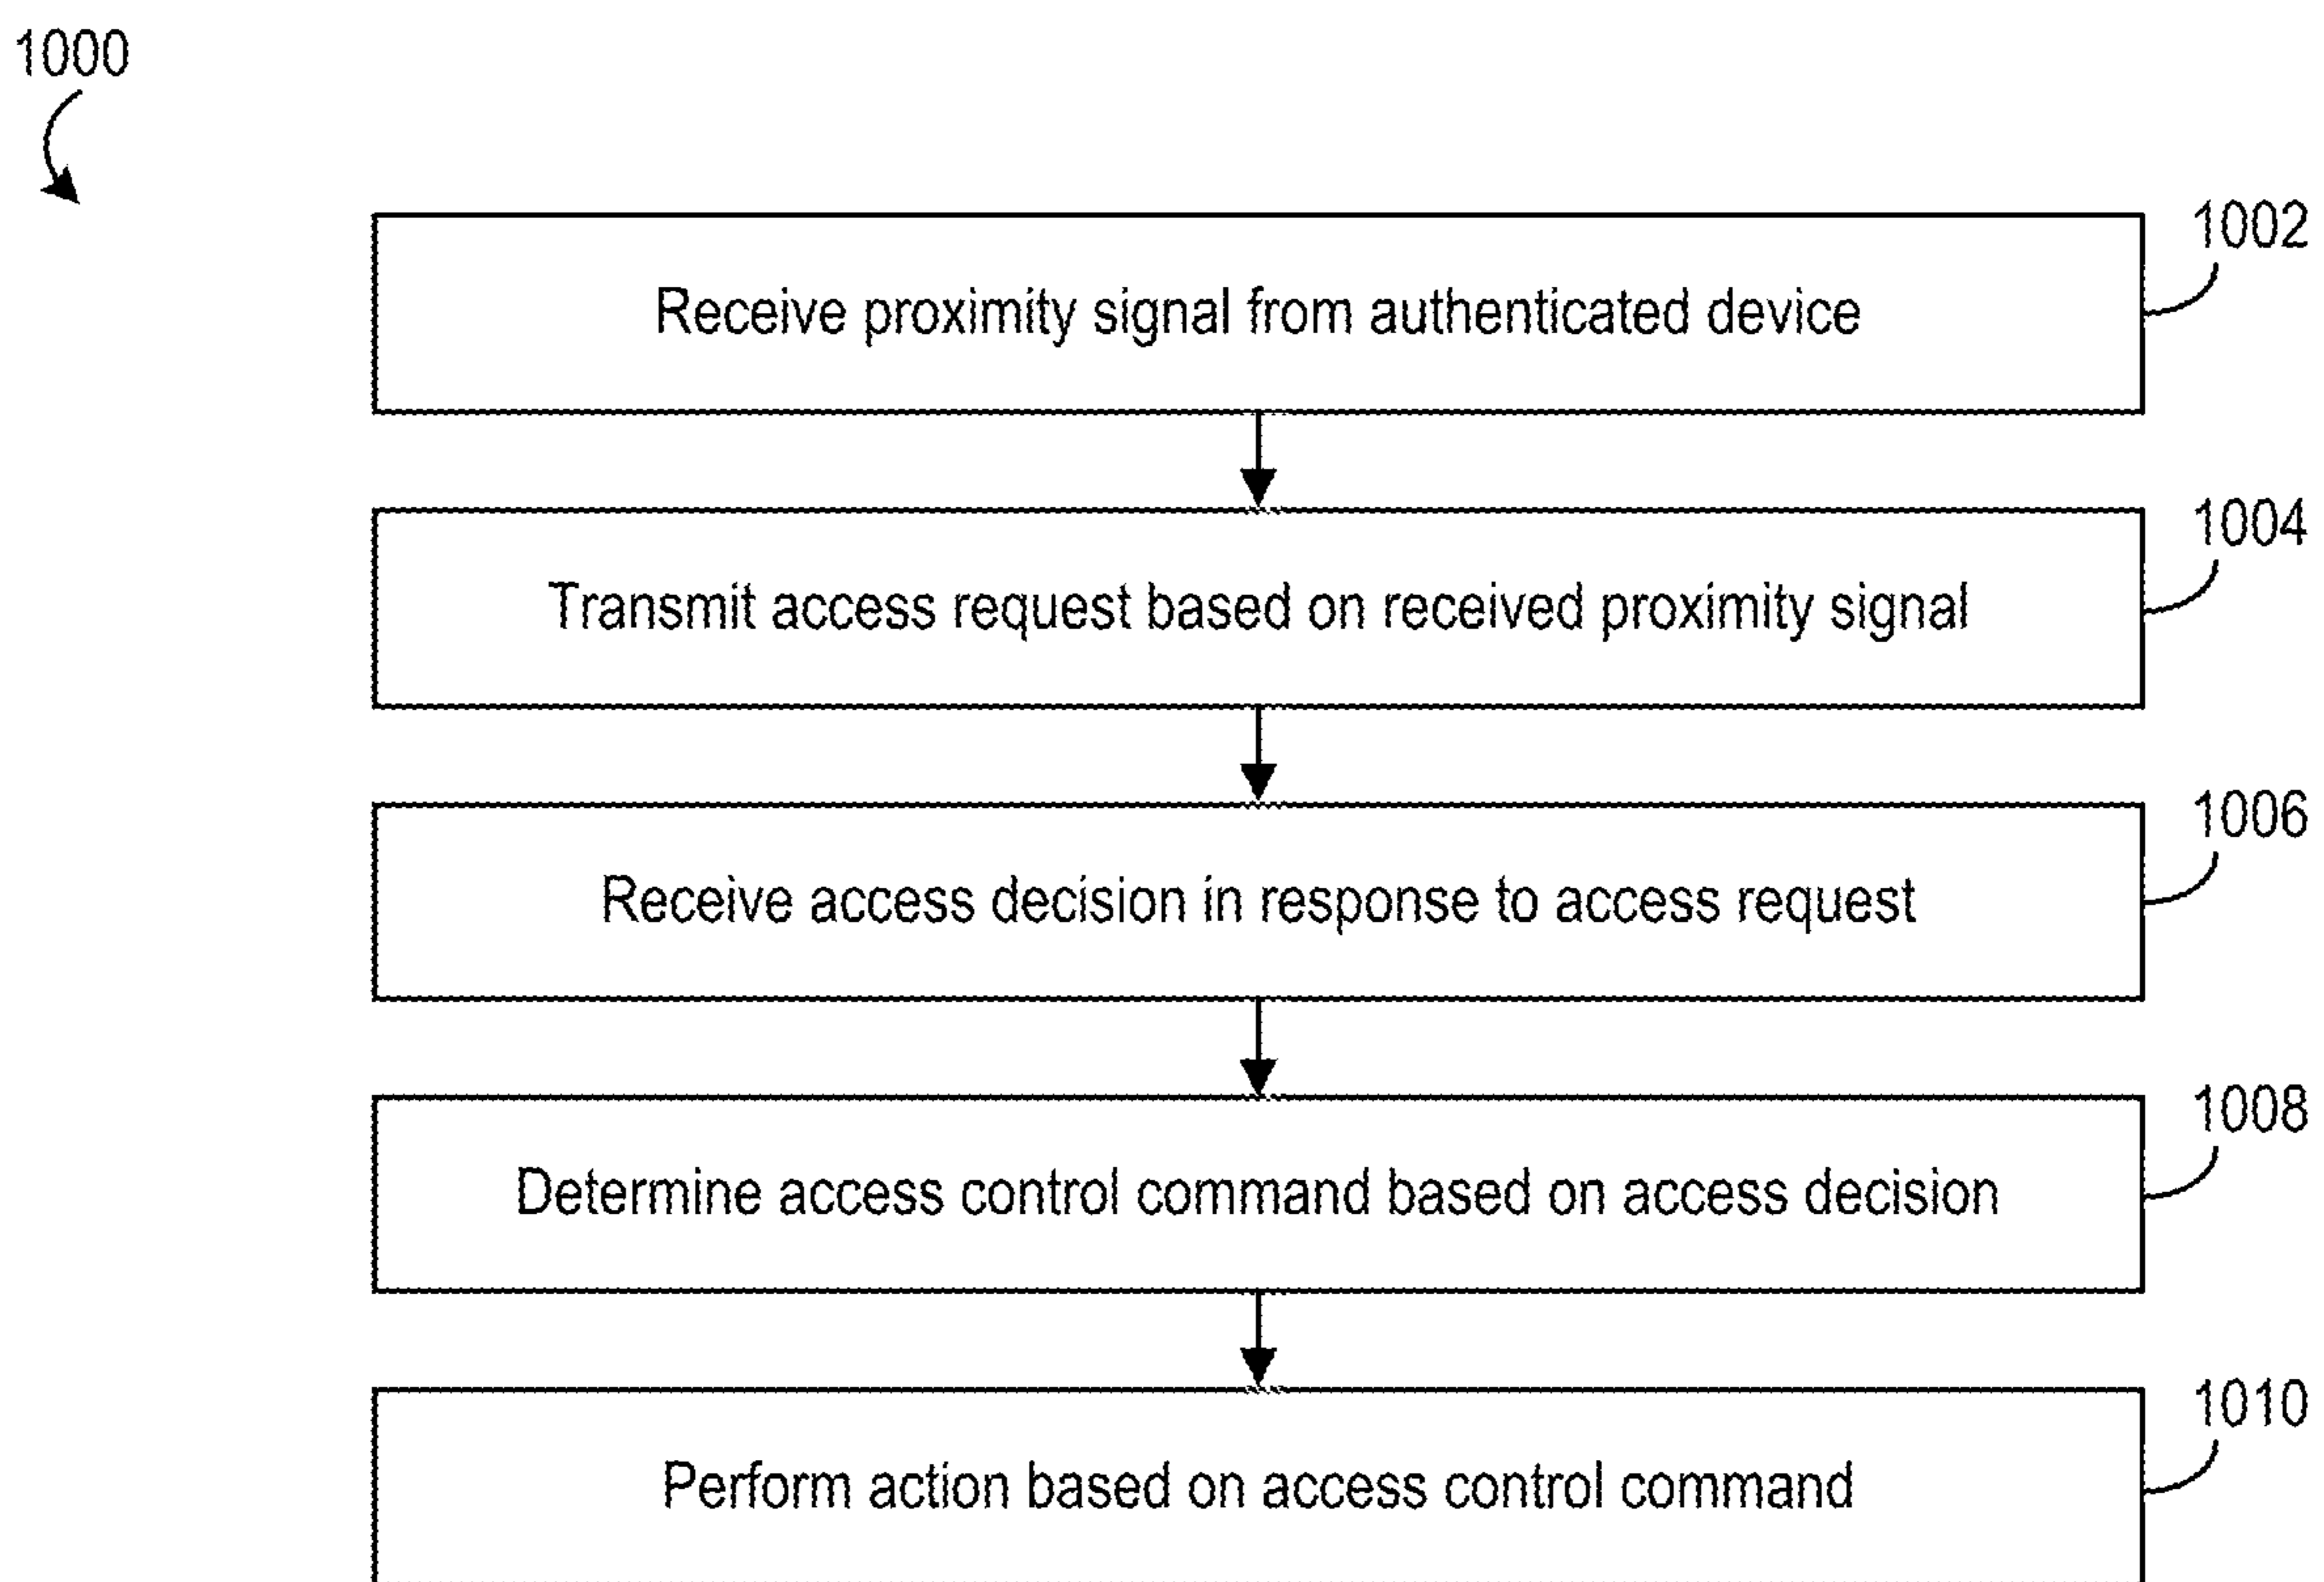 1000
1002
Receive proximity signal from authenticated device
1004
Transmit access request based on received proximity signal
1006
Receive access decision in response to access request
1008
Determine access control command based on access decision
1010
Perform action based on access control command